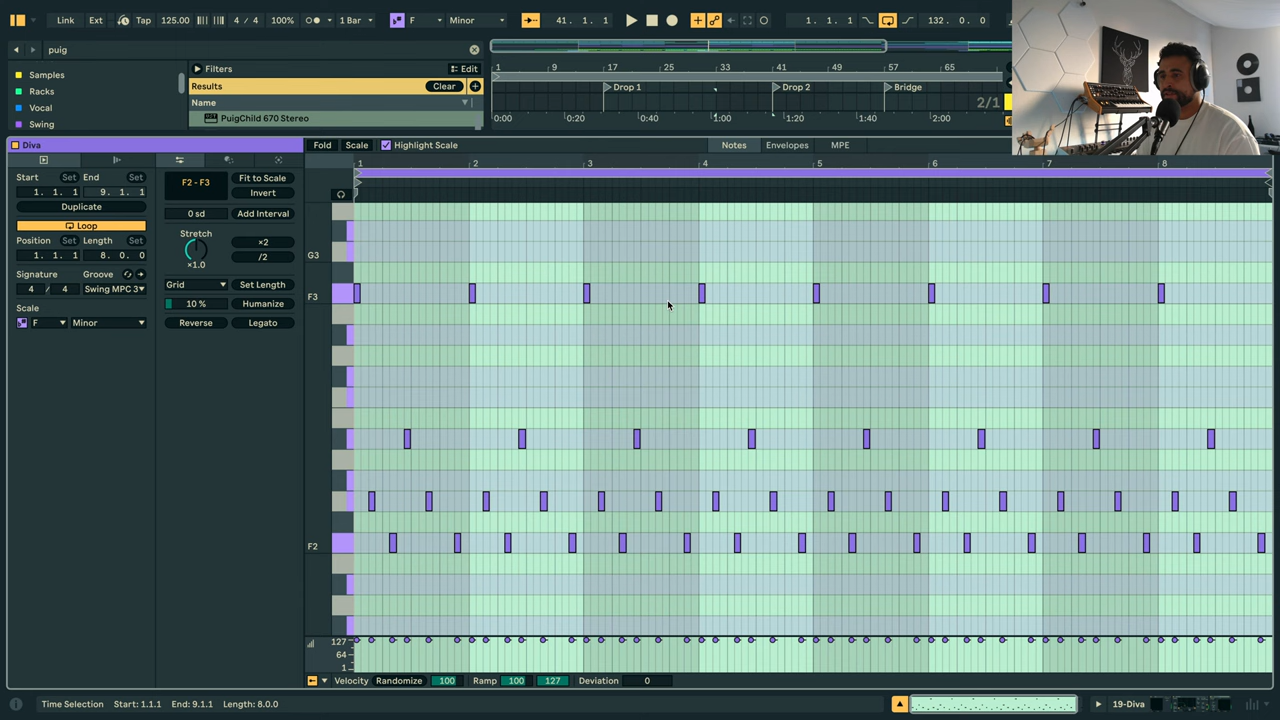 Link Ext Tap 125.00 4 / 4 100% 1 Bar F Minor 41. 1. 1 1. 1. 1 132. 0. 0
puig
Samples
Racks
Vocal
Swing
Filters Edit
Results Clear
Name
PuigChild 670 Stereo
1 9 17 25 33 41 49 57 65
Drop 1 Drop 2 Bridge
2/1
0:00 0:20 0:40 1:00 1:20 1:40 2:00
Diva
Start Set End Set
1. 1. 1 9. 1. 1
Duplicate
Loop
Position Set Length Set
1. 1. 1 8. 0. 0
Signature Groove
4 / 4 Swing MPC 3
Scale
F Minor
F2 - F3 Fit to Scale
Invert
0 sd Add Interval
Stretch
×2
/2
×1.0
Grid Set Length
10 % Humanize
Reverse Legato
Fold Scale Highlight Scale Notes Envelopes MPE
1 2 3 4 5 6 7 8
G3
F3
F2
127
64
1
Velocity Randomize 100 Ramp 100 127 Deviation 0
Time Selection Start: 1.1.1 End: 9.1.1 Length: 8.0.0
19-Diva